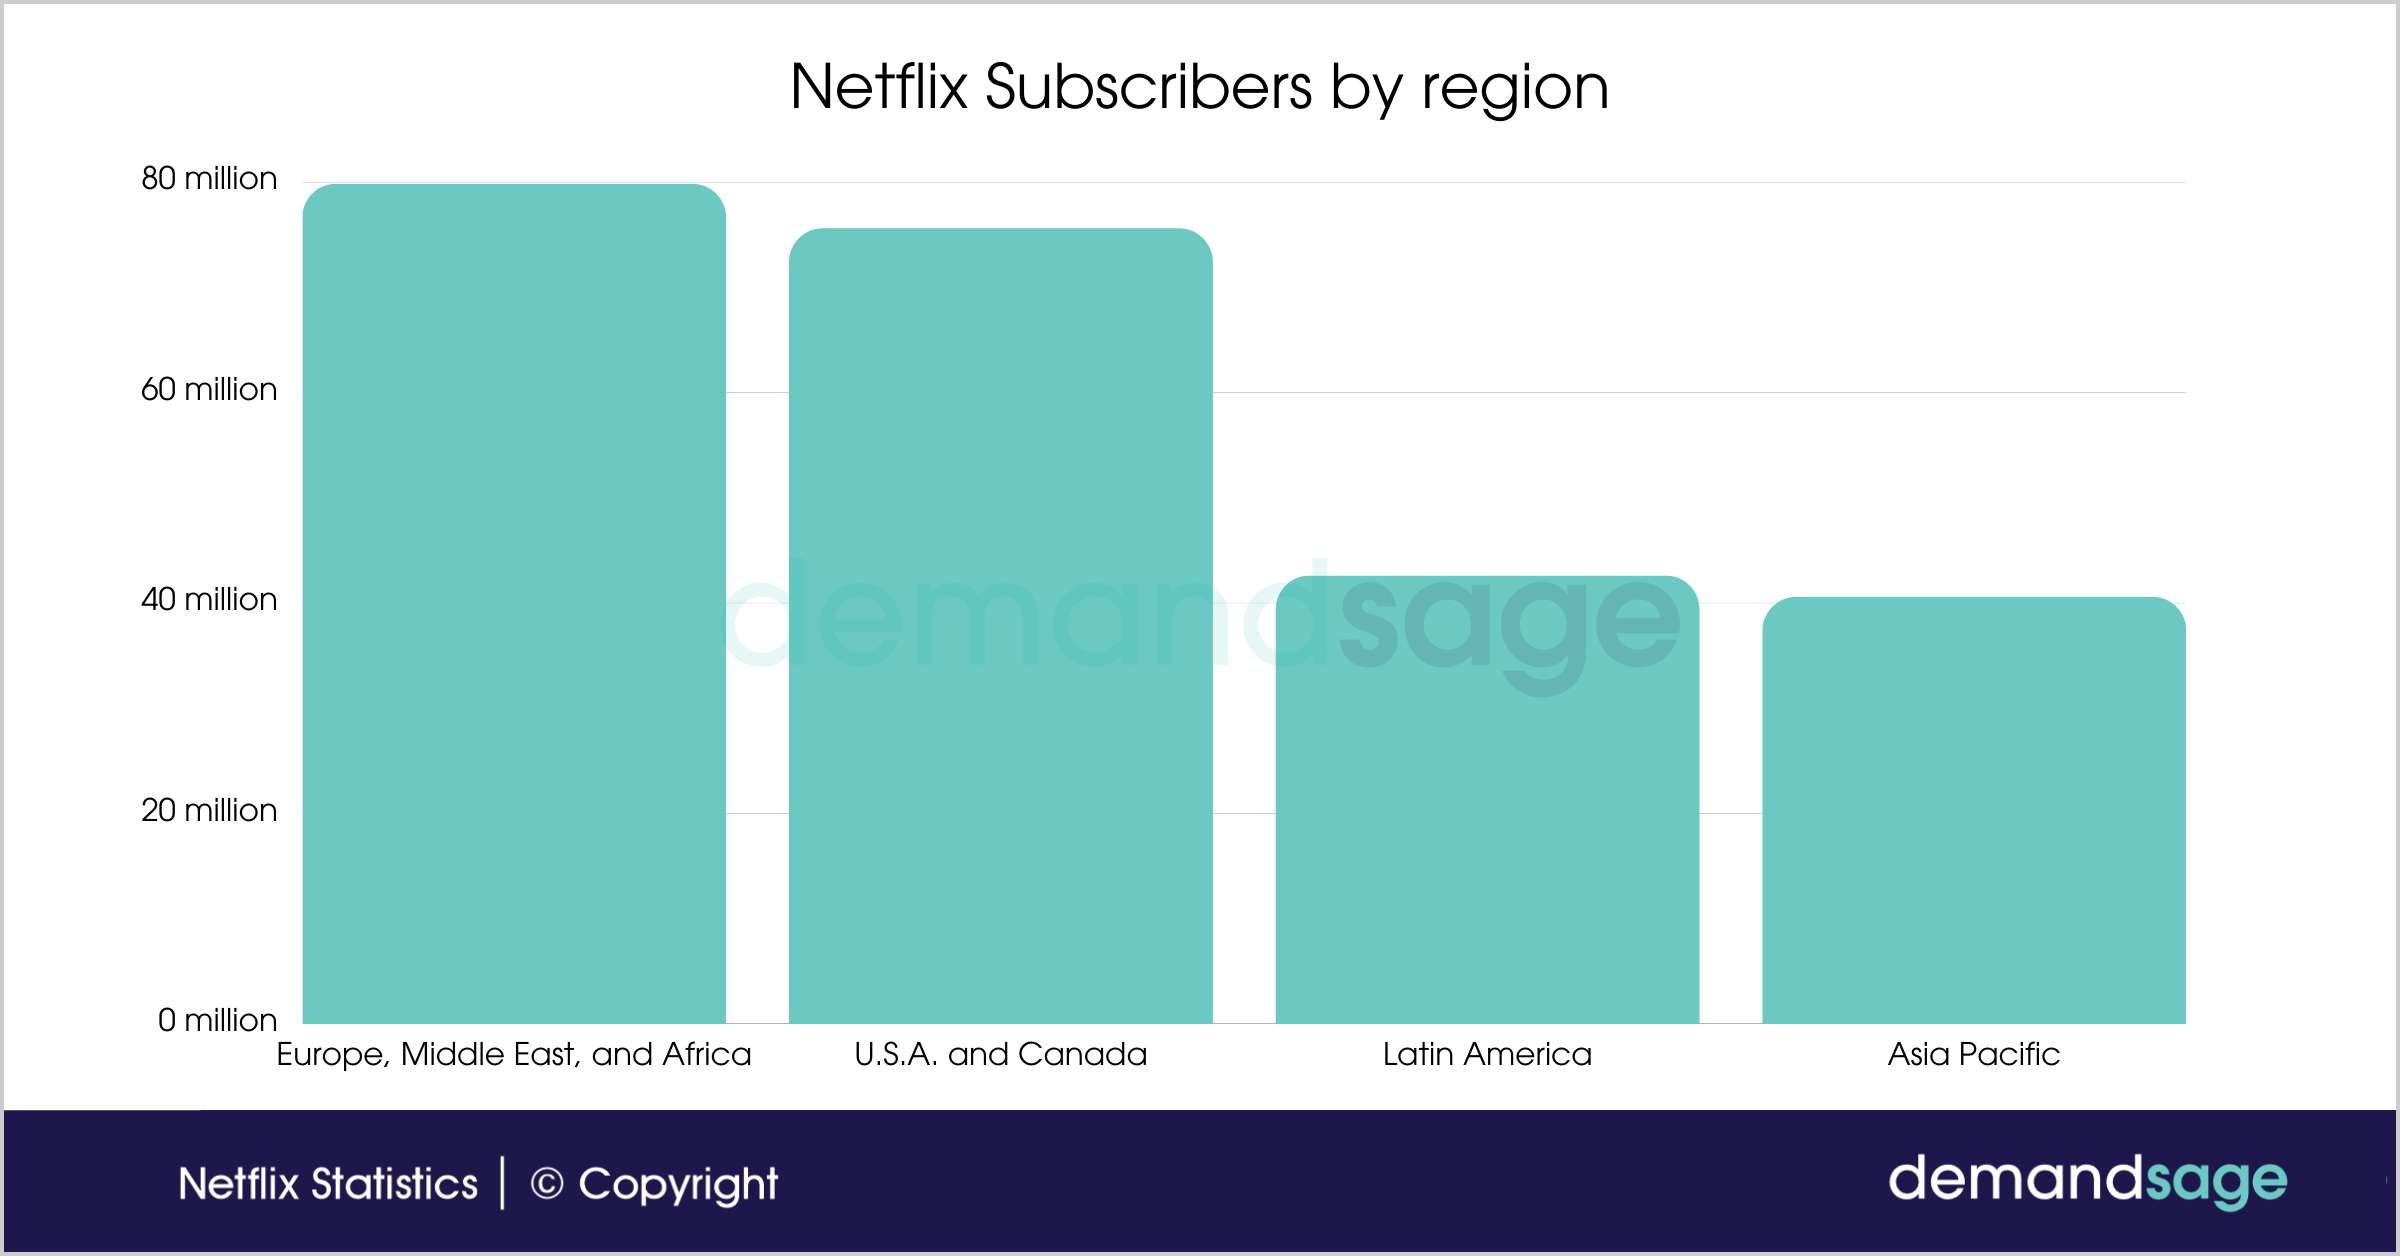 Netflix Subscribers by region
80 million
60 million
40 million
20 million
0 million
demandsage
Europe, Middle East, and Africa
U.S.A. and Canada
Latin America
Asia Pacific
Netflix Statistics | © Copyright
demandsage